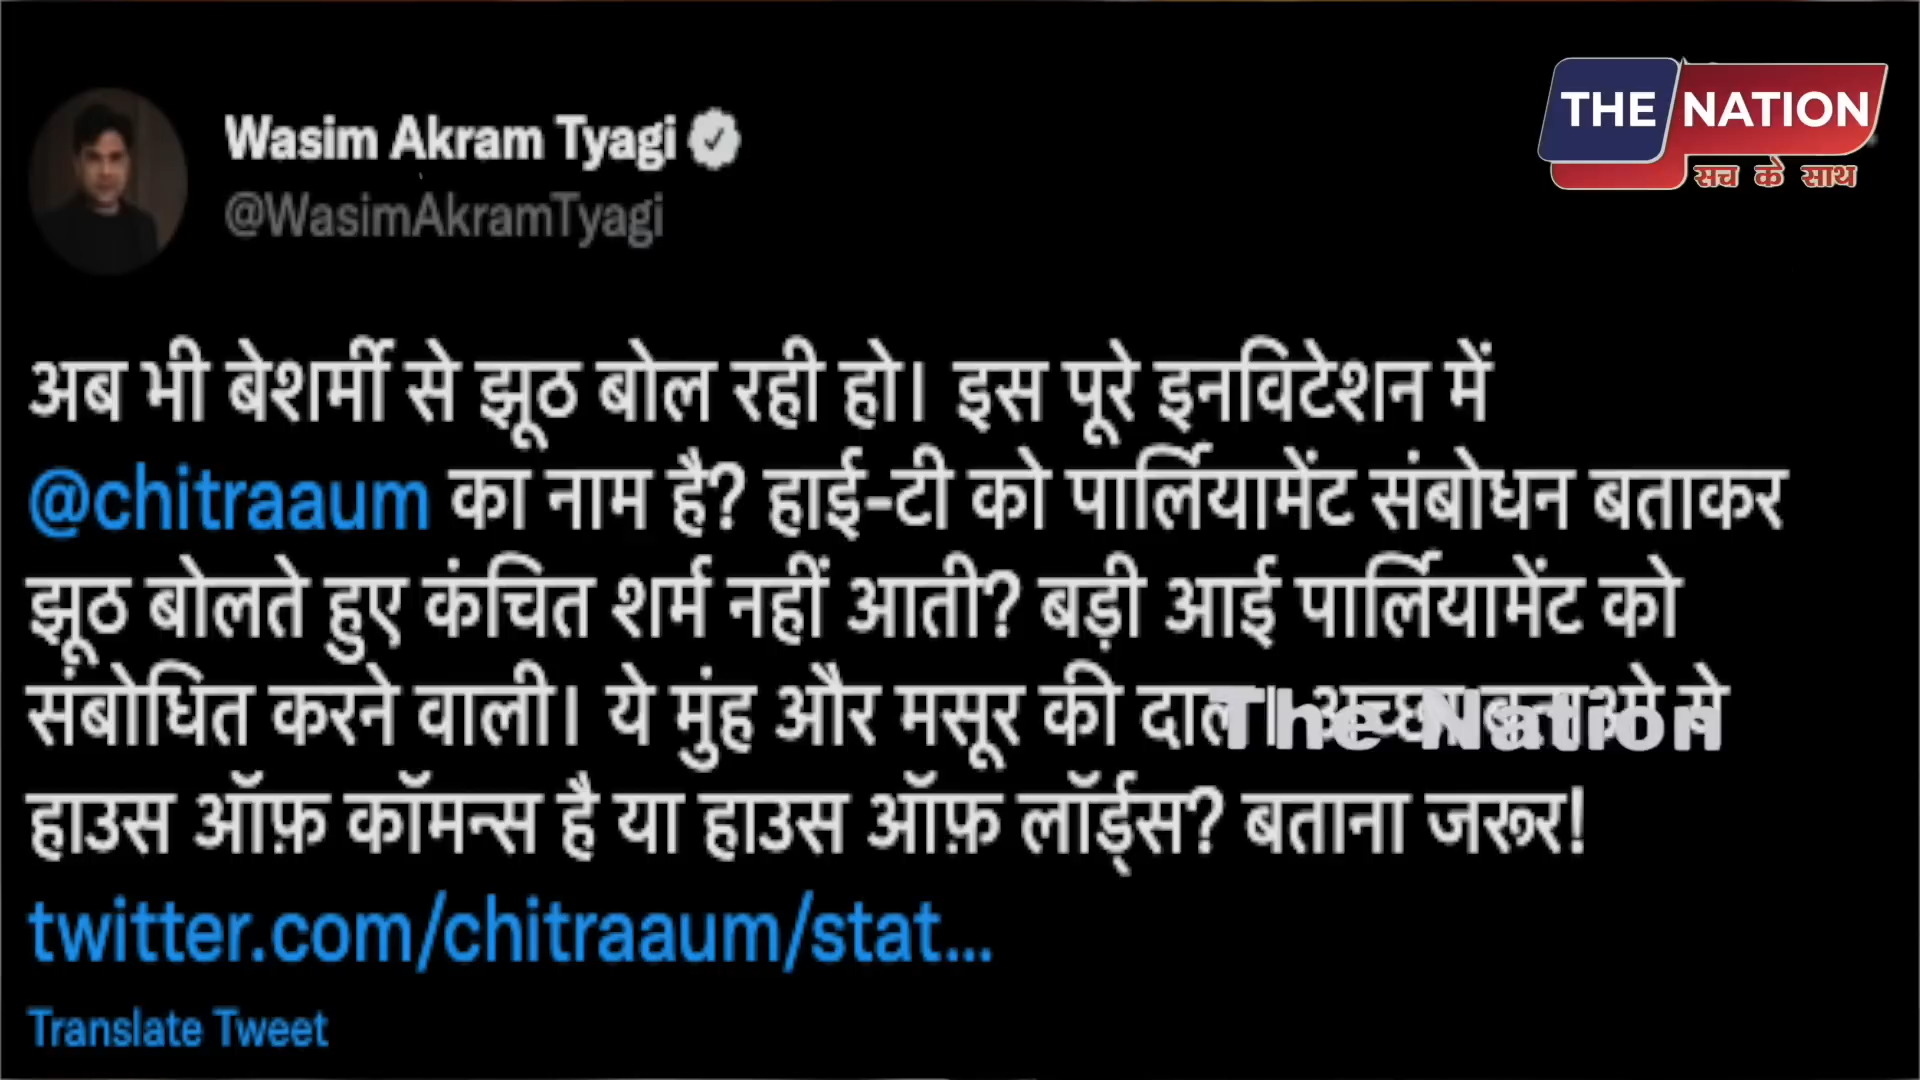 THE NATION
सच के साथ
Wasim Akram Tyagi
@WasimAkramTyagi
अब भी बेशर्मी से झूठ बोल रही हो। इस पूरे इनविटेशन में
@chitraaum का नाम है? हाई-टी को पार्लियामेंट संबोधन बताकर
झूठ बोलते हुए कंचित शर्म नहीं आती? बड़ी आई पार्लियामेंट को
संबोधित करने वाली। ये मुंह और मसूर की दाल। अच्छा बताओ ये
The Nation
हाउस ऑफ़ कॉमन्स है या हाउस ऑफ़ लॉर्ड्स? बताना जरूर!
twitter.com/chitraaum/stat...
Translate Tweet